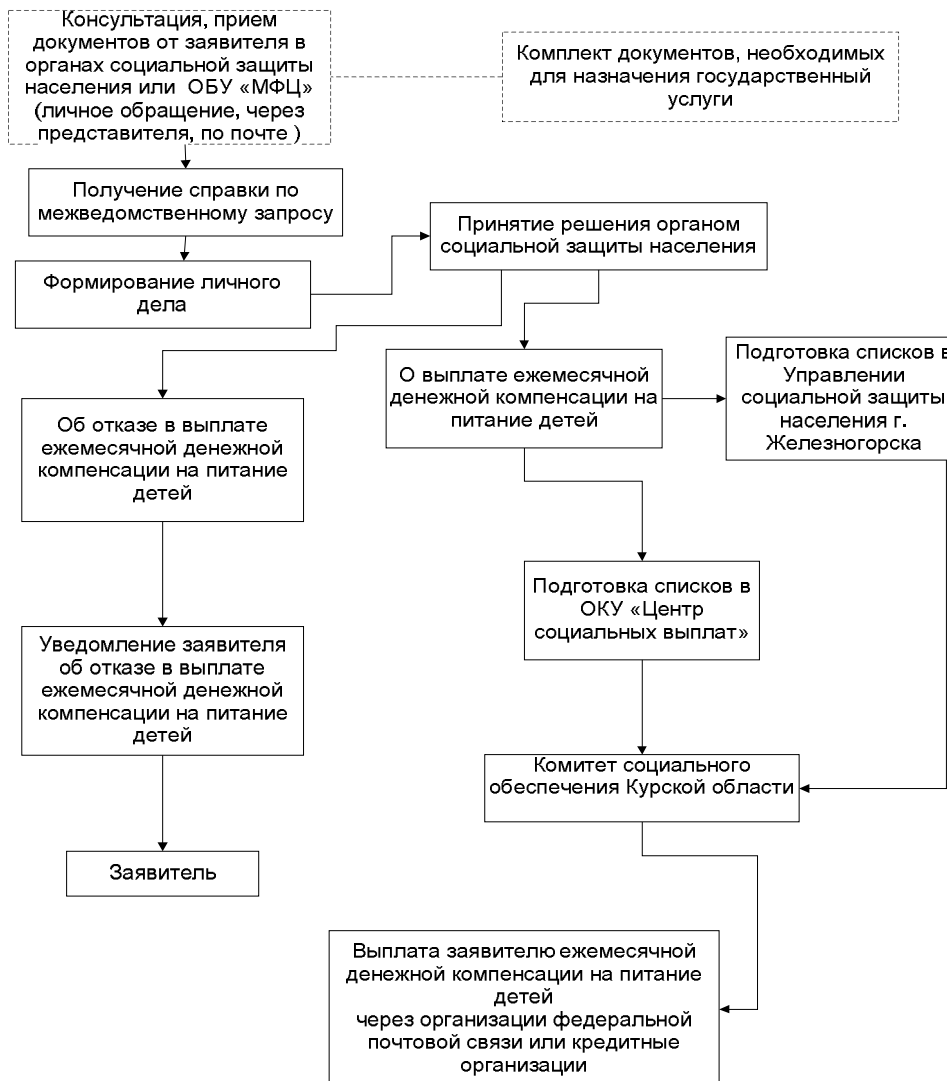 Консультация, прием
документов от заявителя в
органах социальной защиты
населения или ОБУ «МФЦ»
(личное обращение, через
представителя, по почте )
Комплект документов, необходимых
для назначения государственный
услуги
Получение справки по
межведомственному запросу
Принятие решения органом
социальной защиты населения
Формирование личного
дела
О выплате ежемесячной
денежной компенсации на
питание детей
Подготовка списков в
Управлении
социальной защиты
населения г.
Железногорска
Об отказе в выплате
ежемесячной денежной
компенсации на питание
детей
Подготовка списков в
ОКУ «Центр
социальных выплат»
Уведомление заявителя
об отказе в выплате
ежемесячной денежной
компенсации на питание
детей
Комитет социального
обеспечения Курской области
Заявитель
Выплата заявителю ежемесячной
денежной компенсации на питание
детей
через организации федеральной
почтовой связи или кредитные
организации